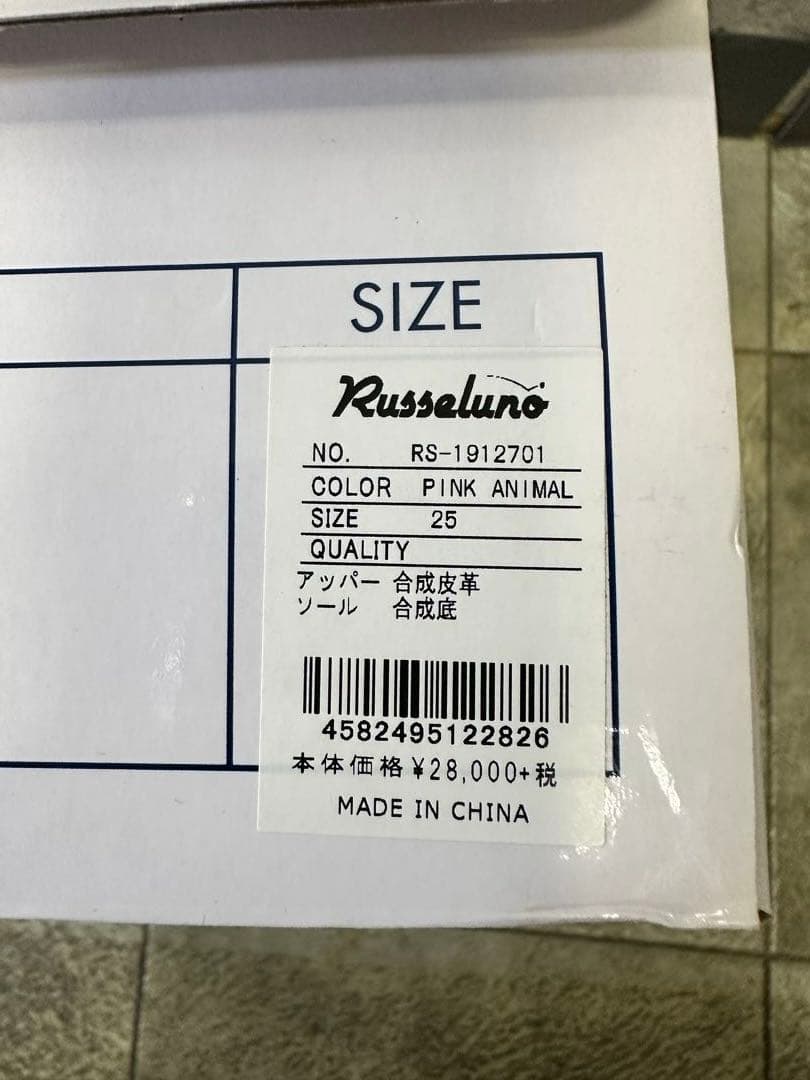 SIZE
Russeluno
NO. RS-1912701
COLOR PINK ANIMAL
SIZE 25
QUALITY
アッパー 合成皮革
ソール 合成底
4582495122826
本体価格 ¥28,000+税
MADE IN CHINA